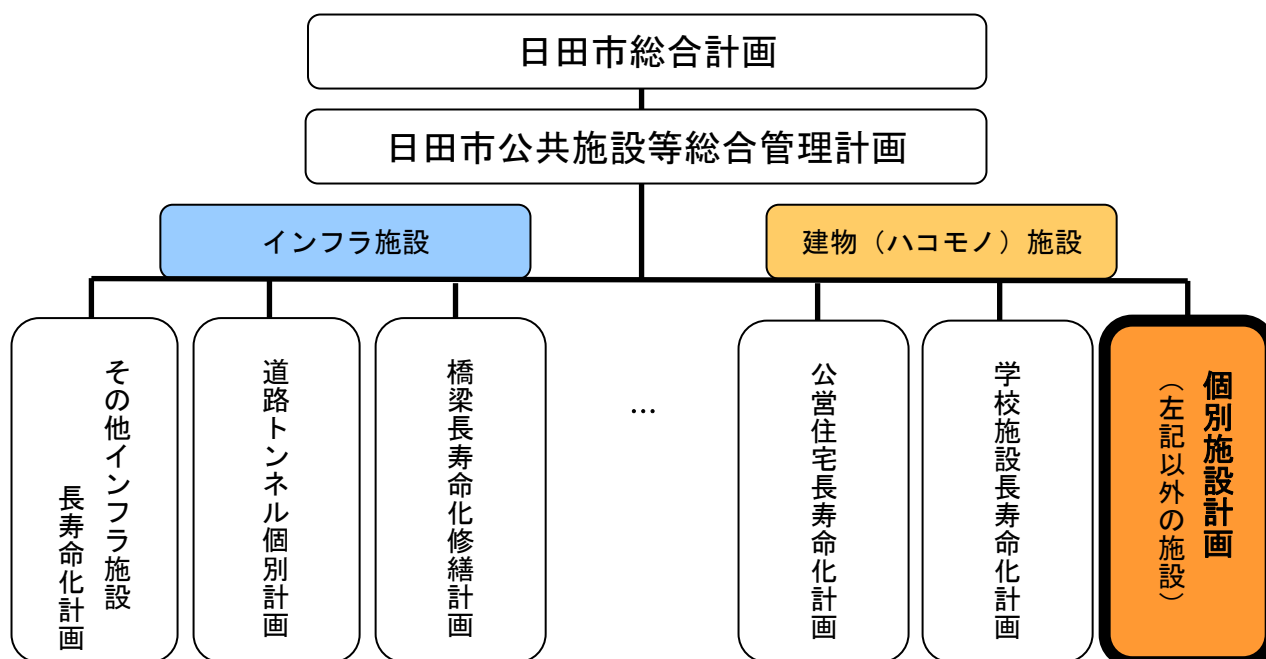 日田市総合計画
日田市公共施設等総合管理計画
インフラ施設
建物（ハコモノ）施設
その他インフラ施設
長寿命化計画
道路トンネル個別計画
橋梁長寿命化修繕計画
…
公営住宅長寿命化計画
学校施設長寿命化計画
個別施設計画
（左記以外の施設）